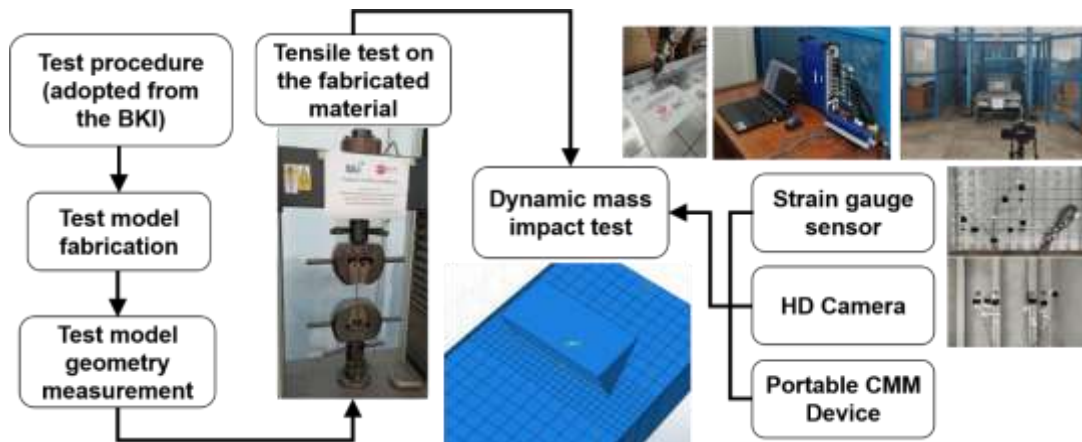 Test procedure
(adopted from
the BKI)
Test model
fabrication
Test model
geometry
measurement
Tensile test on
the fabricated
material
Dynamic mass
impact test
Strain gauge
sensor
HD Camera
Portable CMM
Device